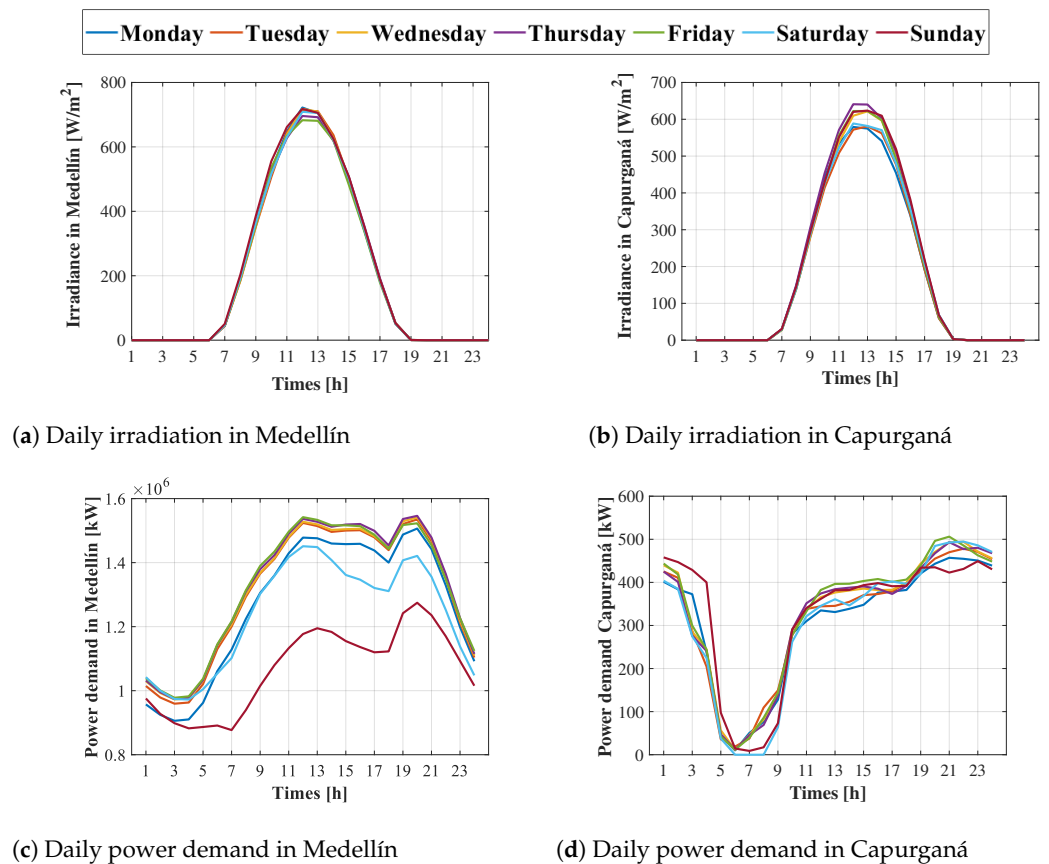 Monday Tuesday Wednesday Thursday Friday Saturday Sunday
Irradiance in Medellín [W/m²]
800
600
400
200
0
1 3 5 7 9 11 13 15 17 19 21 23
Times [h]
(a) Daily irradiation in Medellín
Irradiance in Capurganá [W/m²]
700
600
500
400
300
200
100
0
1 3 5 7 9 11 13 15 17 19 21 23
Times [h]
(b) Daily irradiation in Capurganá
Power demand in Medellín [kW]
×10⁶
1.6
1.4
1.2
1
0.8
1 3 5 7 9 11 13 15 17 19 21 23
Times [h]
(c) Daily power demand in Medellín
Power demand Capurganá [kW]
600
500
400
300
200
100
0
1 3 5 7 9 11 13 15 17 19 21 23
Times [h]
(d) Daily power demand in Capurganá